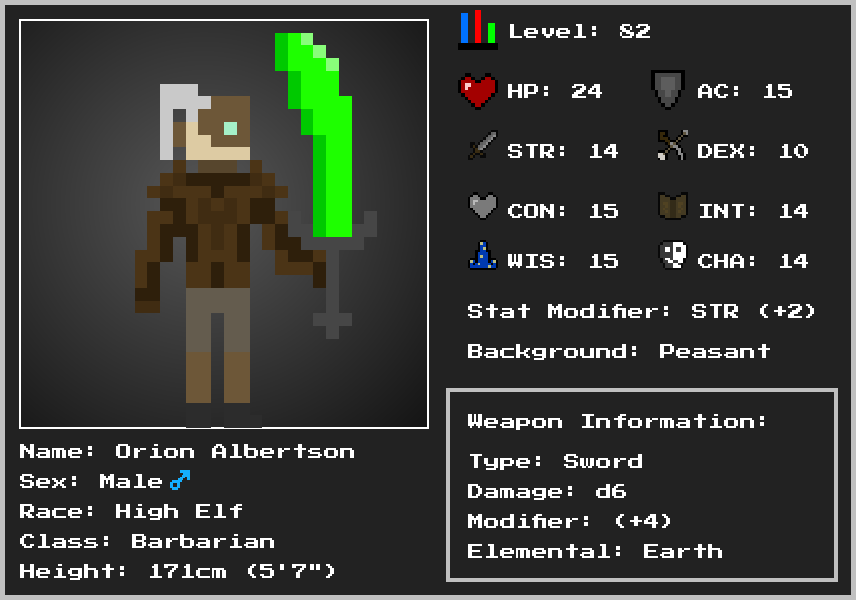 Level: 82
HP: 24
AC: 15
STR: 14
DEX: 10
CON: 15
INT: 14
WIS: 15
CHA: 14
Stat Modifier: STR (+2)
Background: Peasant
Name: Orion Albertson
Sex: Male♂
Race: High Elf
Class: Barbarian
Height: 171cm (5'7")
Weapon Information:
Type: Sword
Damage: d6
Modifier: (+4)
Elemental: Earth